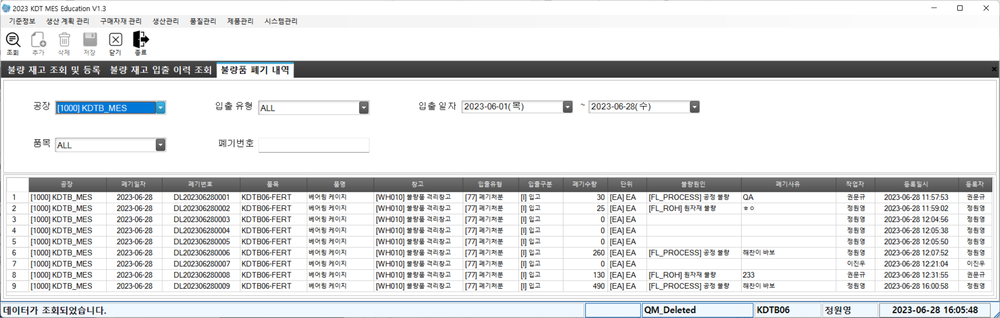 2023 KDT MES Education V1.3
기준정보 생산 계획 관리 구매자재 관리 생산관리 품질관리 제품관리 시스템관리
조회 추가 삭제 저장 닫기 종료
불량 재고 조회 및 등록 불량 재고 입출 이력 조회 불량품 폐기 내역
공장 [1000] KDTB_MES 입출 유형 ALL 입출 일자 2023-06-01(목) ~ 2023-06-28(수)
품목 ALL 폐기번호
공장 폐기일자 폐기번호 품목 품명 창고 입출유형 입출구분 폐기수량 단위 불량원인 폐기사유 작업자 등록일시 등록자
1 [1000] KDTB_MES 2023-06-28 DL202306280001 KDTB06-FERT 베어링 케이지 [WH010] 불량품 격리창고 [77] 폐기처분 [I] 입고 30 [EA] EA [FL_PROCESS] 공정 불량 QA 권문규 2023-06-28 11:57:53 권문규
2 [1000] KDTB_MES 2023-06-28 DL202306280002 KDTB06-FERT 베어링 케이지 [WH010] 불량품 격리창고 [77] 폐기처분 [I] 입고 25 [EA] EA [FL_ROH] 원자재 불량 ㅎㅇ 정원영 2023-06-28 11:59:02 정원영
3 [1000] KDTB_MES 2023-06-28 DL202306280003 KDTB06-FERT 베어링 케이지 [WH010] 불량품 격리창고 [77] 폐기처분 [I] 입고 0 [EA] EA 정원영 2023-06-28 12:04:56 정원영
4 [1000] KDTB_MES 2023-06-28 DL202306280004 KDTB06-FERT 베어링 케이지 [WH010] 불량품 격리창고 [77] 폐기처분 [I] 입고 0 [EA] EA 정원영 2023-06-28 12:05:38 정원영
5 [1000] KDTB_MES 2023-06-28 DL202306280005 KDTB06-FERT 베어링 케이지 [WH010] 불량품 격리창고 [77] 폐기처분 [I] 입고 0 [EA] EA 정원영 2023-06-28 12:05:50 정원영
6 [1000] KDTB_MES 2023-06-28 DL202306280006 KDTB06-FERT 베어링 케이지 [WH010] 불량품 격리창고 [77] 폐기처분 [I] 입고 260 [EA] EA [FL_PROCESS] 공정 불량 해찬이 바보 정원영 2023-06-28 12:07:52 정원영
7 [1000] KDTB_MES 2023-06-28 DL202306280007 KDTB06-FERT 베어링 케이지 [WH010] 불량품 격리창고 [77] 폐기처분 [I] 입고 0 [EA] EA 이진우 2023-06-28 12:21:04 이진우
8 [1000] KDTB_MES 2023-06-28 DL202306280008 KDTB06-FERT 베어링 케이지 [WH010] 불량품 격리창고 [77] 폐기처분 [I] 입고 130 [EA] EA [FL_ROH] 원자재 불량 233 권문규 2023-06-28 12:31:55 권문규
9 [1000] KDTB_MES 2023-06-28 DL202306280009 KDTB06-FERT 베어링 케이지 [WH010] 불량품 격리창고 [77] 폐기처분 [I] 입고 490 [EA] EA [FL_PROCESS] 공정 불량 해찬이 바보 정원영 2023-06-28 16:00:58 정원영
데이터가 조회되었습니다. QM_Deleted KDTB06 정원영 2023-06-28 16:05:48